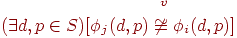 (∃d, p ∈ S)[ϕ_j(d, p) ≇^v ϕ_i(d, p)]